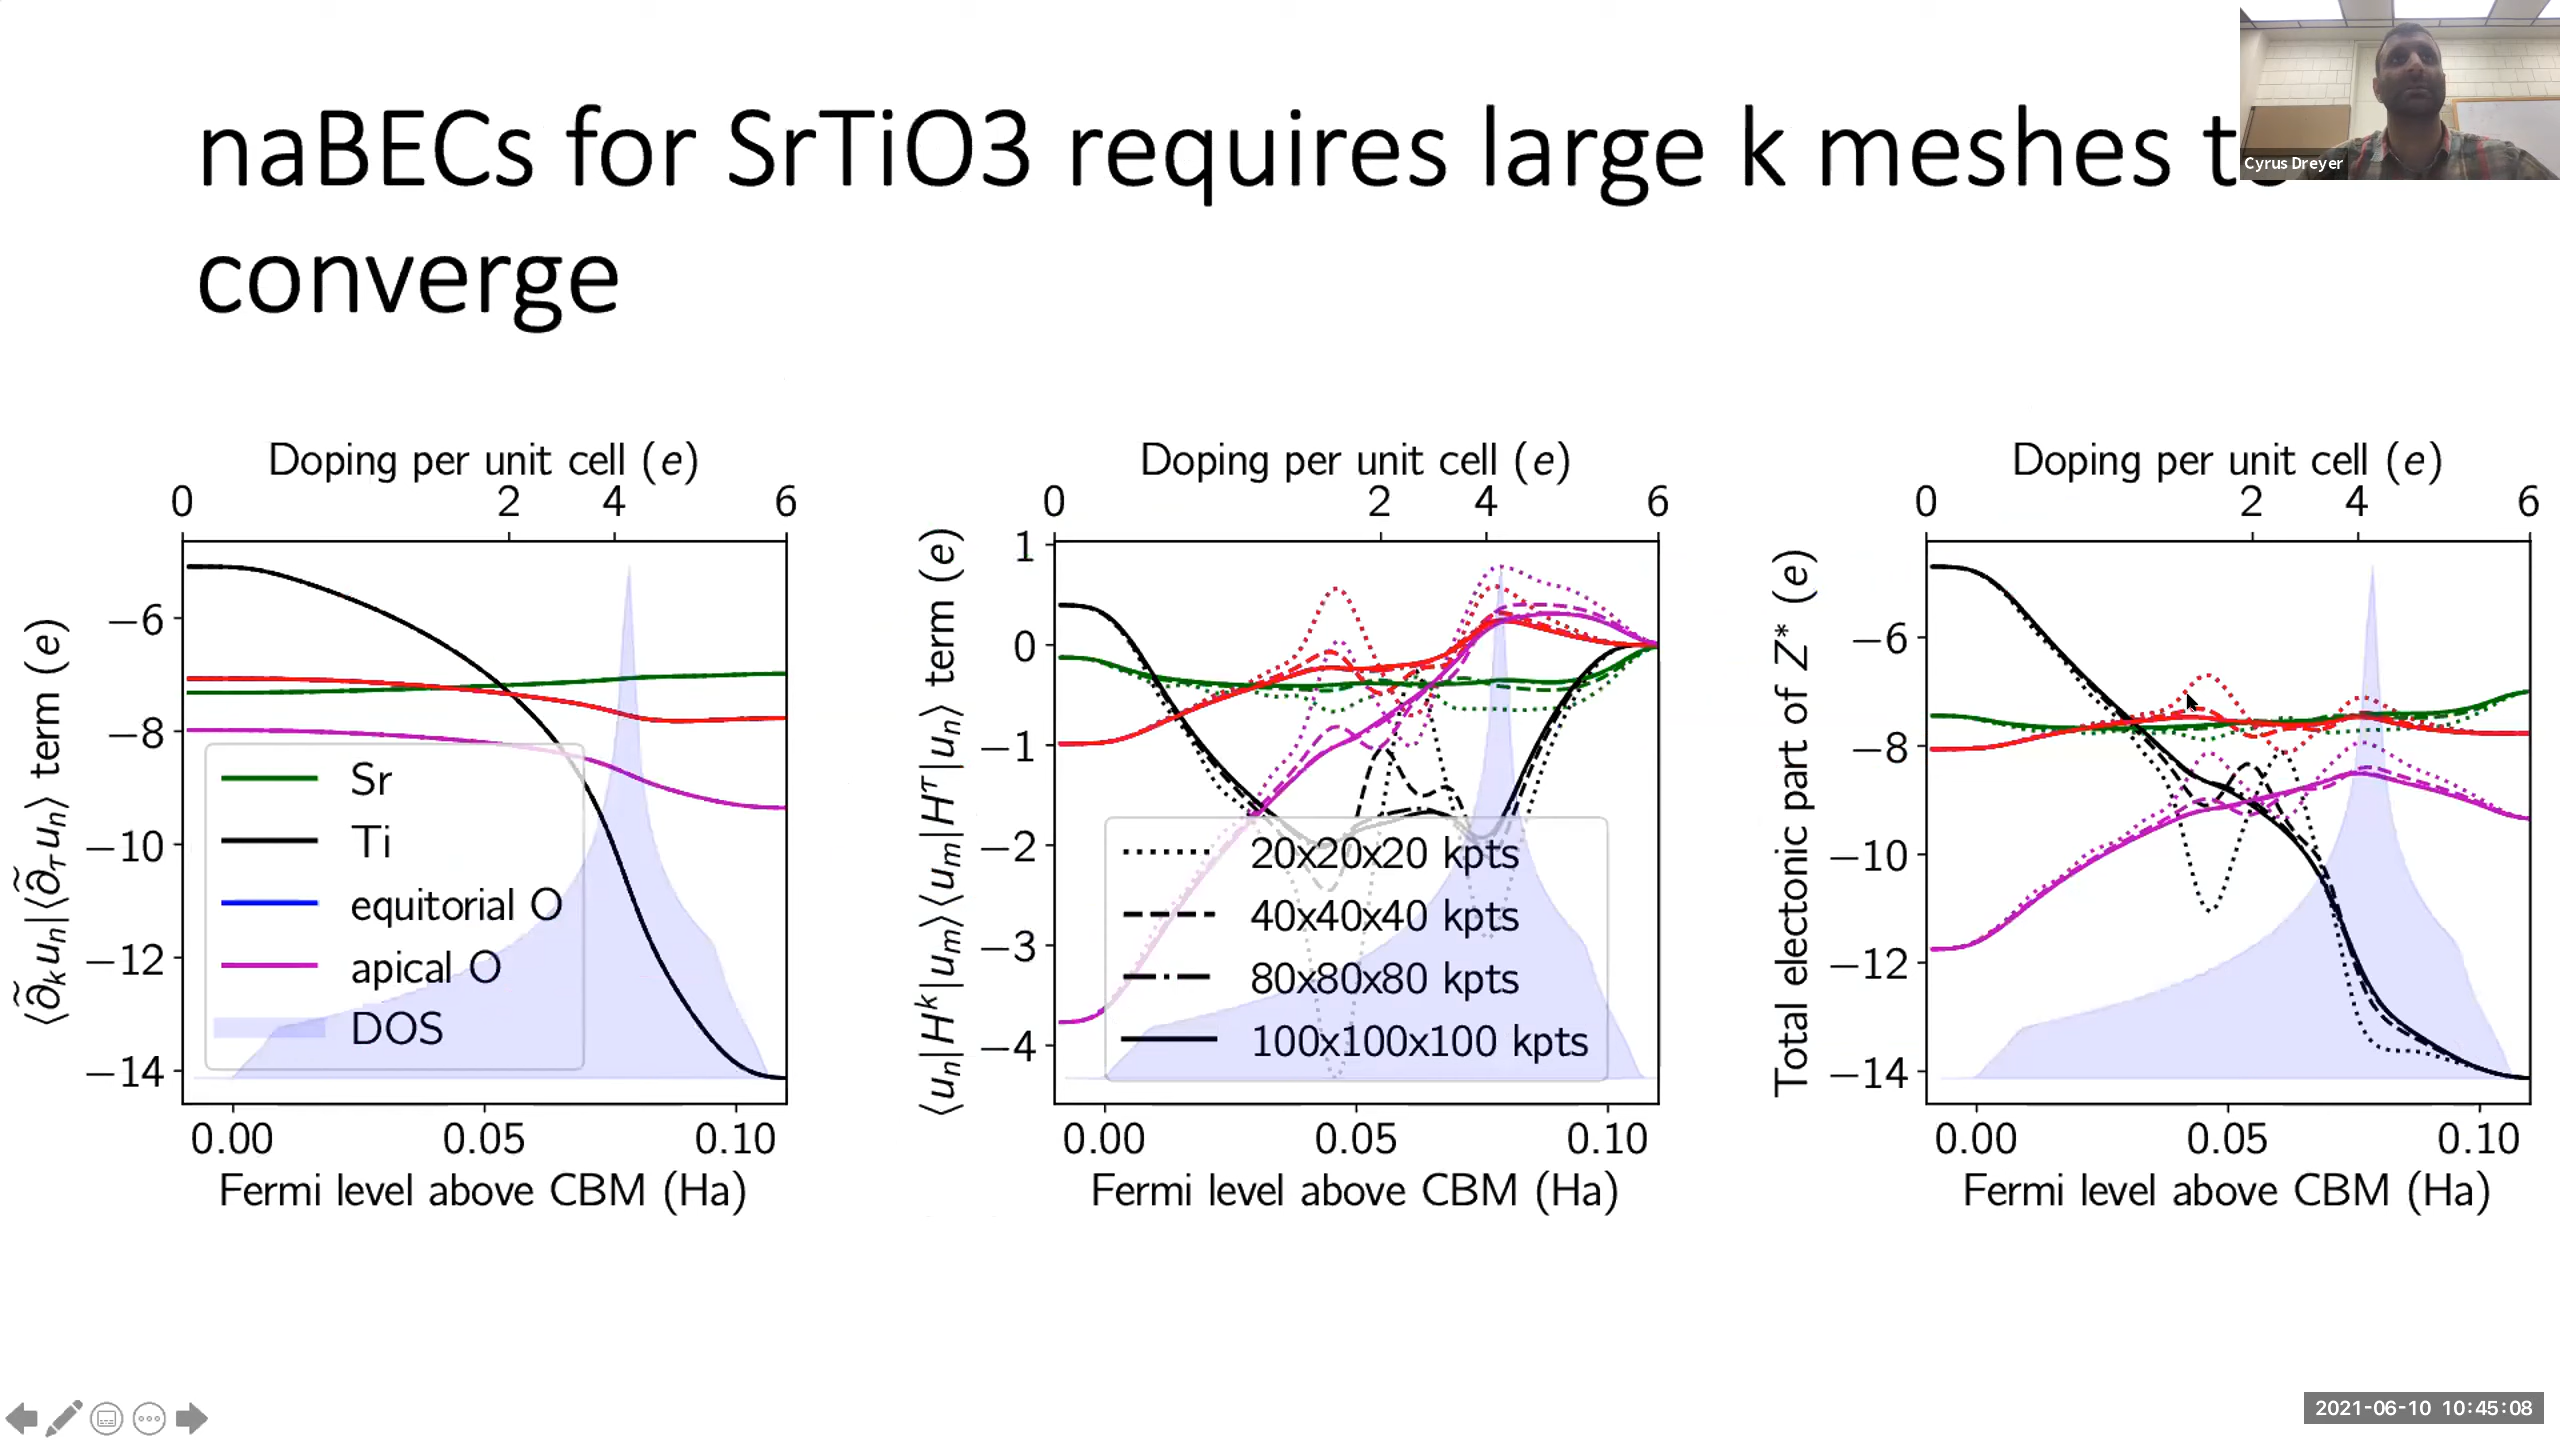 naBECs for SrTiO3 requires large k meshes t
converge
Cyrus Dreyer
Doping per unit cell (e)
0 2 4 6
−6
−8
−10
−12
−14
⟨∂̃ₖuₙ|⟨∂̃τuₙ⟩ term (e)
Sr
Ti
equitorial O
apical O
DOS
0.00 0.05 0.10
Fermi level above CBM (Ha)
Doping per unit cell (e)
0 2 4 6
1
0
−1
−2
−3
−4
⟨uₙ|Hᵏ|uₘ⟩⟨uₘ|H^τ|uₙ⟩ term (e)
20x20x20 kpts
40x40x40 kpts
80x80x80 kpts
100x100x100 kpts
0.00 0.05 0.10
Fermi level above CBM (Ha)
Doping per unit cell (e)
0 2 4 6
−6
−8
−10
−12
−14
Total electonic part of Z* (e)
0.00 0.05 0.10
Fermi level above CBM (Ha)
2021-06-10 10:45:08